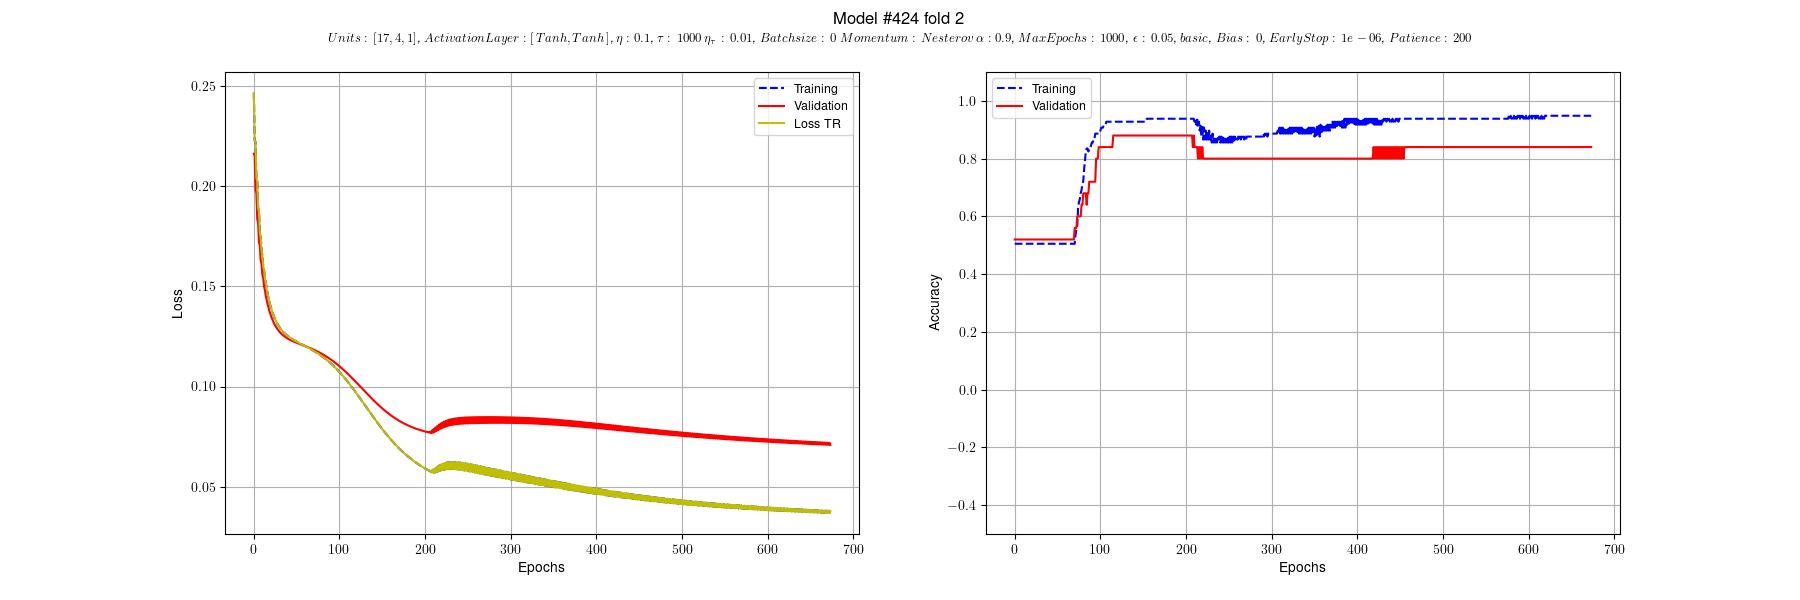 Model #424 fold 2
Units : [17, 4, 1], ActivationLayer : [Tanh, Tanh], η : 0.1, τ : 1000 ητ : 0.01, Batchsize : 0 Momentum : Nesterov α : 0.9, MaxEpochs : 1000, ϵ : 0.05, basic, Bias : 0, EarlyStop : 1e − 06, Patience : 200
Training
Validation
Loss TR
0.25
0.20
0.15
0.10
0.05
Loss
0 100 200 300 400 500 600 700
Epochs
Training
Validation
1.0
0.8
0.6
0.4
0.2
0.0
−0.2
−0.4
Accuracy
0 100 200 300 400 500 600 700
Epochs